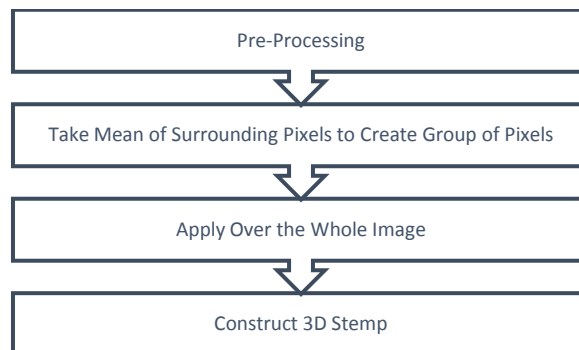 Pre-Processing
Take Mean of Surrounding Pixels to Create Group of Pixels
Apply Over the Whole Image
Construct 3D Stemp